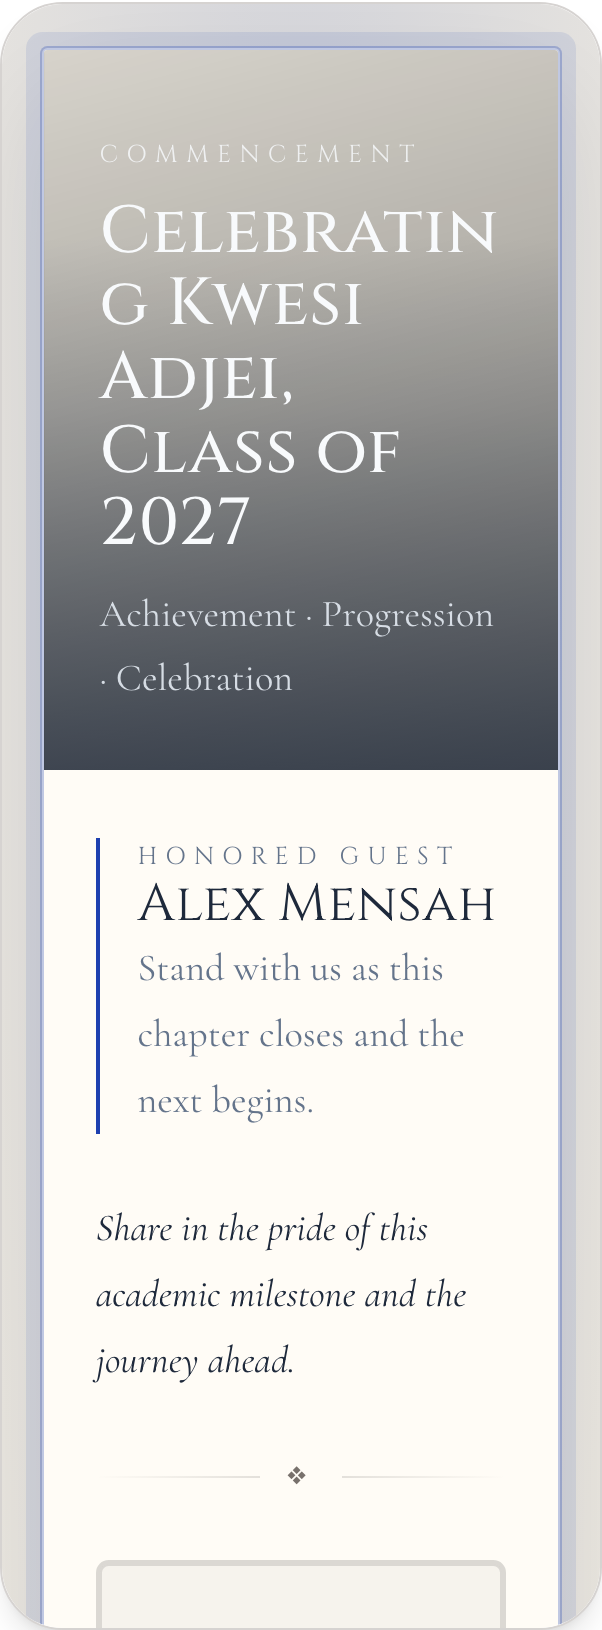 COMMENCEMENT
CELEBRATIN
G KWESI
ADJEI,
CLASS OF
2027
Achievement · Progression
· Celebration
HONORED GUEST
ALEX MENSAH
Stand with us as this
chapter closes and the
next begins.
Share in the pride of this
academic milestone and the
journey ahead.